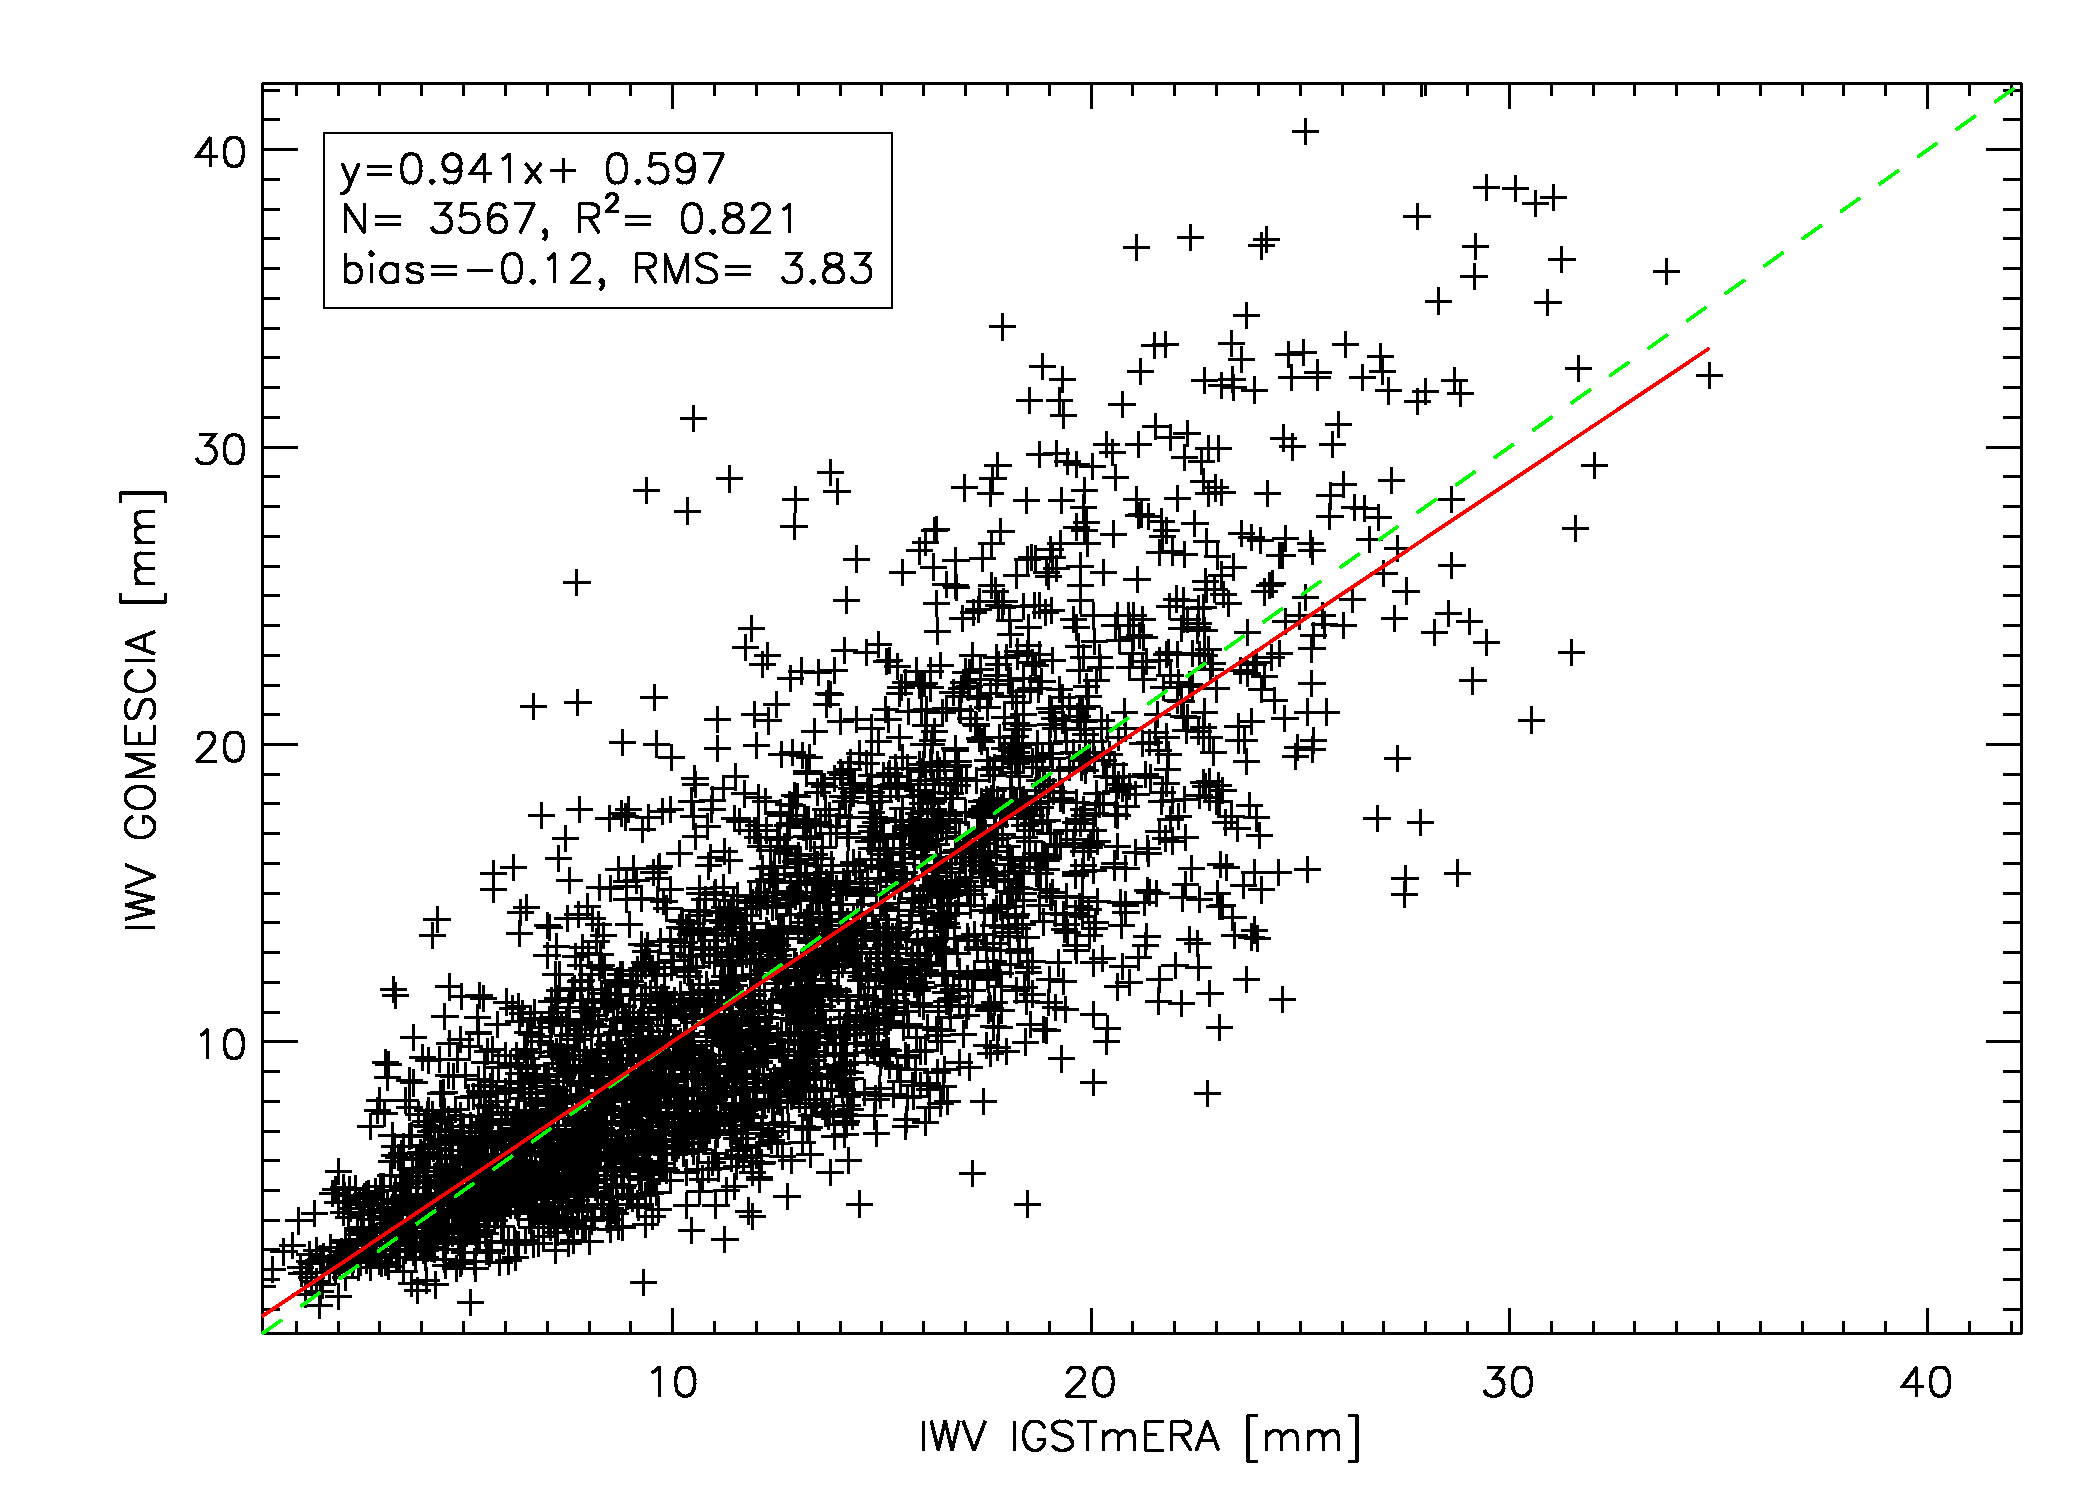 y=0.941x+ 0.597
N= 3567, R²= 0.821
bias=−0.12, RMS= 3.83
40
30
20
10
IWV GOMESCIA [mm]
10 20 30 40
IWV IGSTmERA [mm]